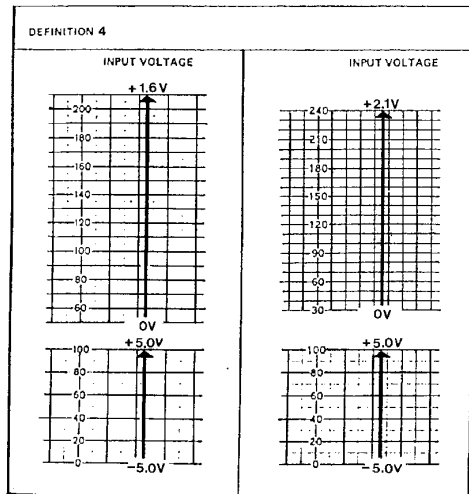 DEFINITION 4
INPUT VOLTAGE
+1.6V
200
180
160
140
120
100
80
60
0V
+5.0V
100
80
60
40
20
0
-5.0V
INPUT VOLTAGE
+2.1V
240
210
180
150
120
90
60
30
0V
+5.0V
100
80
60
40
20
0
-5.0V